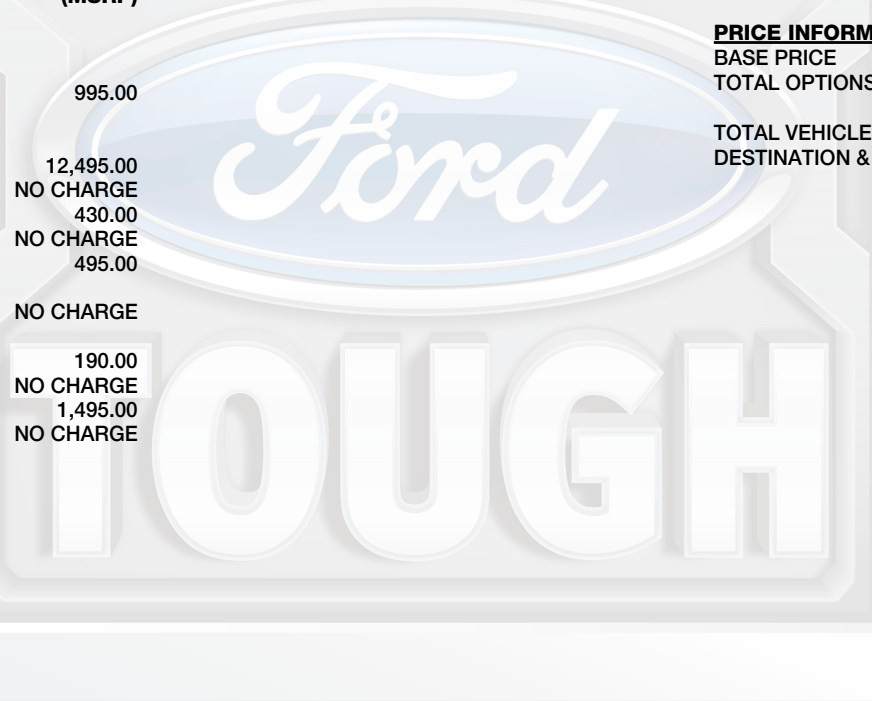 (MSRP)
995.00
12,495.00
NO CHARGE
430.00
NO CHARGE
495.00
NO CHARGE
190.00
NO CHARGE
1,495.00
NO CHARGE
PRICE INFORM
BASE PRICE
TOTAL OPTIONS
TOTAL VEHICLE
DESTINATION &
Ford
TOUGH